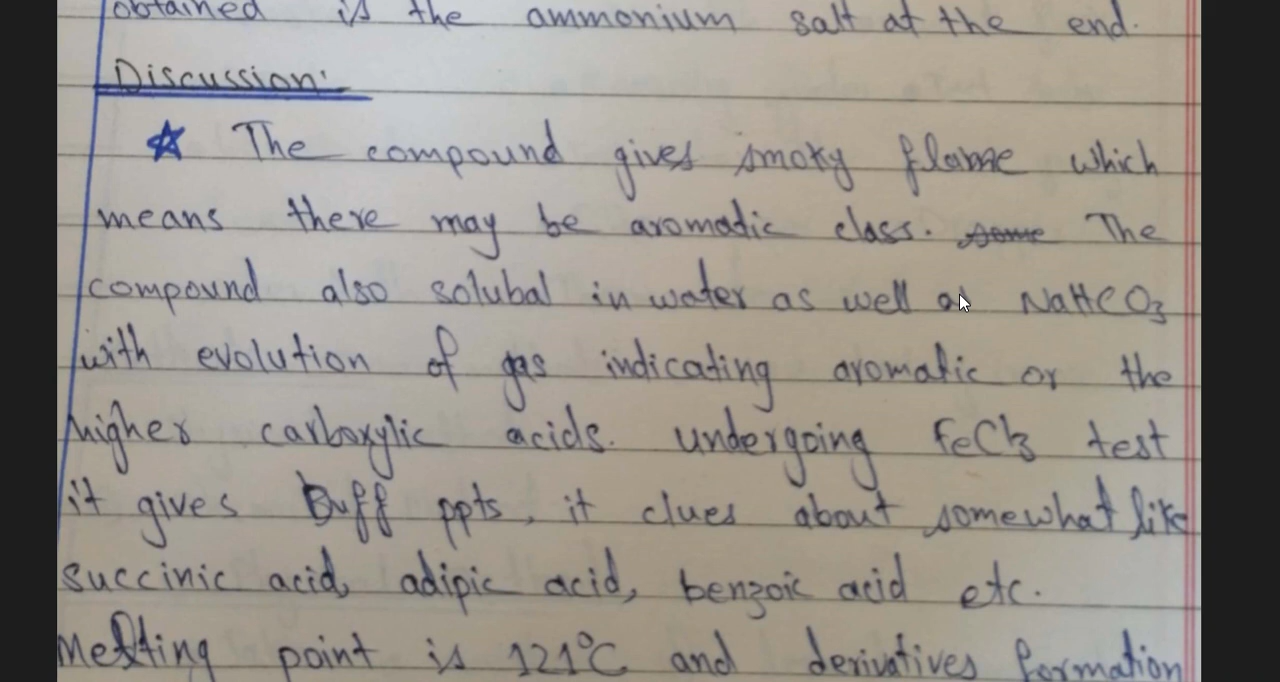 obtained is the ammonium salt at the end.
Discussion:
☆ The compound gives smoky flame which
means there may be aromadic class. some The
compound also solubal in water as well as NaHCO3
with evolution of gas indicating aromatic or the
higher carboxylic acids. undergoing FeCl3 test
it gives Buff ppts, it clues about somewhat like
succinic acid, adipic acid, benzoic acid etc.
Melting point is 121°C and derivatives formation